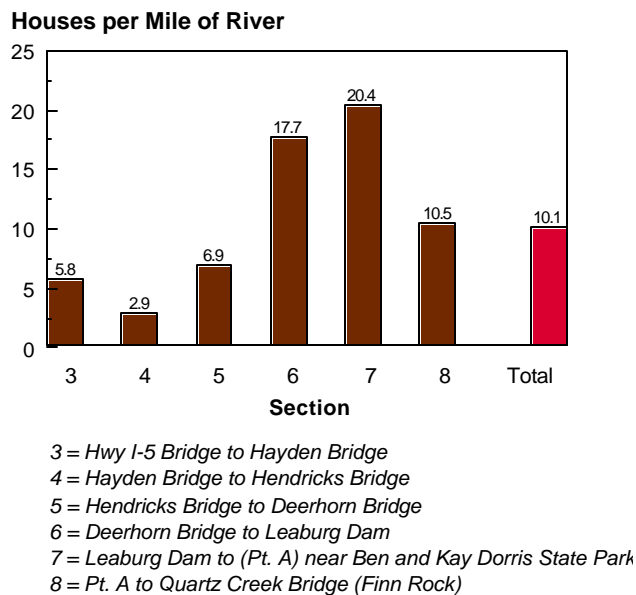 Houses per Mile of River
25
20
15
10
5
0
5.8
2.9
6.9
17.7
20.4
10.5
10.1
3 4 5 6 7 8 Total
Section
3 = Hwy I-5 Bridge to Hayden Bridge
4 = Hayden Bridge to Hendricks Bridge
5 = Hendricks Bridge to Deerhorn Bridge
6 = Deerhorn Bridge to Leaburg Dam
7 = Leaburg Dam to (Pt. A) near Ben and Kay Dorris State Park
8 = Pt. A to Quartz Creek Bridge (Finn Rock)